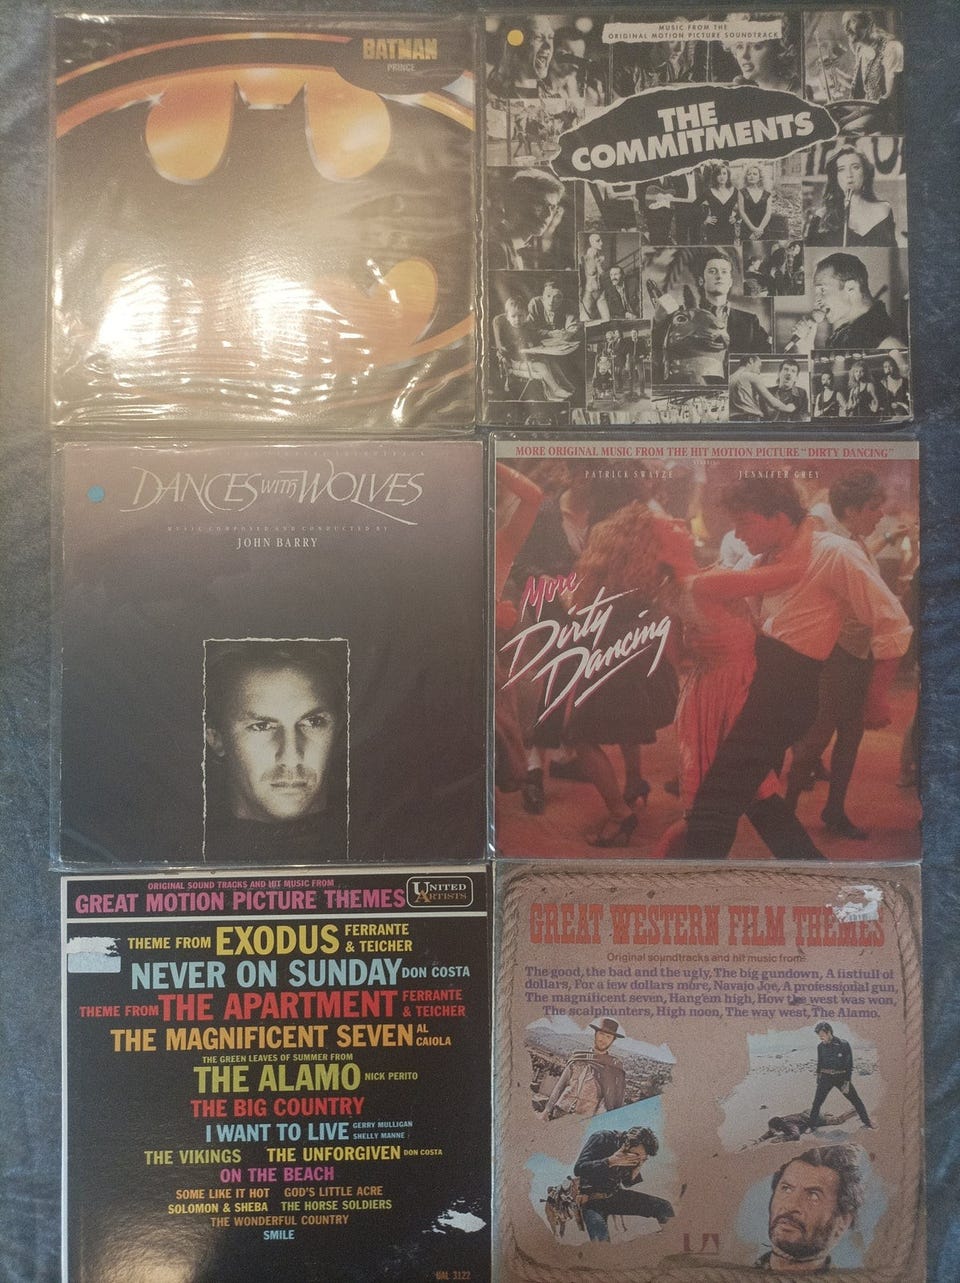 BATMAN
PRINCE
MUSIC FROM THE
ORIGINAL MOTION PICTURE SOUNDTRACK
THE
COMMITMENTS
DANCES WITH WOLVES
MUSIC COMPOSED AND CONDUCTED BY
JOHN BARRY
MORE ORIGINAL MUSIC FROM THE HIT MOTION PICTURE "DIRTY DANCING"
PATRICK SWAYZE JENNIFER GREY
More
Dirty
Dancing
ORIGINAL SOUND TRACKS AND HIT MUSIC FROM
GREAT MOTION PICTURE THEMES
UNITED
ARTISTS
THEME FROM EXODUS FERRANTE & TEICHER
NEVER ON SUNDAY DON COSTA
THEME FROM THE APARTMENT FERRANTE & TEICHER
THE MAGNIFICENT SEVEN AL CAIOLA
THE GREEN LEAVES OF SUMMER FROM
THE ALAMO NICK PERITO
THE BIG COUNTRY
I WANT TO LIVE GERRY MULLIGAN SHELLY MANNE
THE VIKINGS THE UNFORGIVEN DON COSTA
ON THE BEACH
SOME LIKE IT HOT GOD'S LITTLE ACRE
SOLOMON & SHEBA THE HORSE SOLDIERS
THE WONDERFUL COUNTRY
SMILE
UAL 3122
GREAT WESTERN FILM THEMES
Original soundtracks and hit music from:
The good, the bad and the ugly, The big gundown, A fistfull of
dollars, For a few dollars more, Navajo Joe, A professional gun,
The magnificent seven, Hang'em high, How the west was won,
The scalphunters, High noon, The way west, The Alamo.
UA